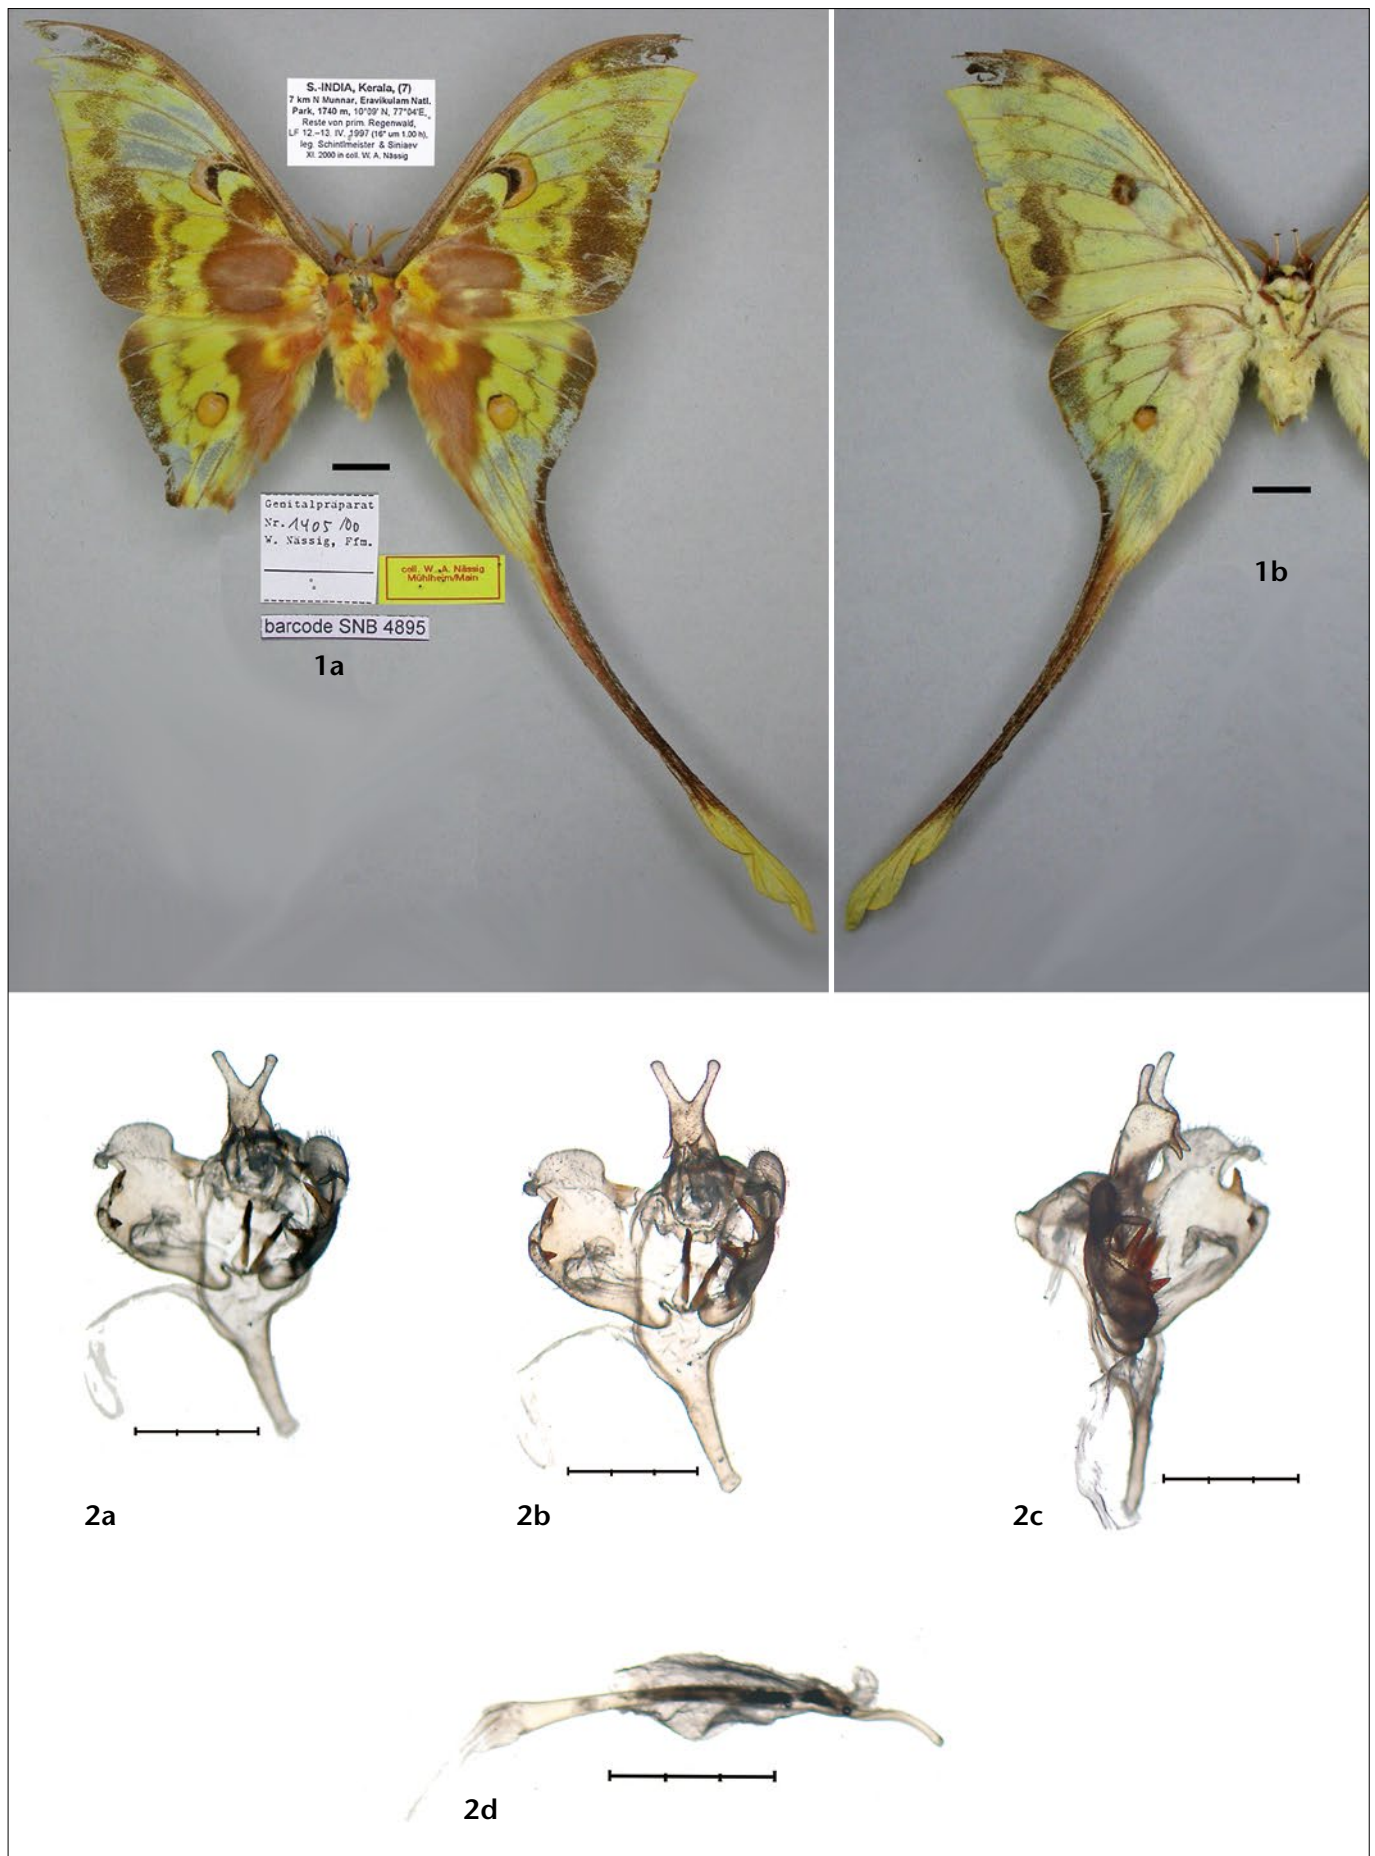 S.-INDIA, Kerala, (7)
7 km N Munnar, Eravikulam Natl.
Park, 1740 m, 10°09' N, 77°04'E,
Reste von prim. Regenwald,
LF 12.–13. IV. 1997 (16° um 1.00 h),
leg. Schintlmeister & Siniaev
XI. 2000 in coll. W. A. Nässig
Genitalpräparat
Nr. 1405/00
W. Nässig, Ffm.
coll. W. A. Nässig
Mühlheim/Main
barcode SNB 4895
1a
1b
2a
2b
2c
2d